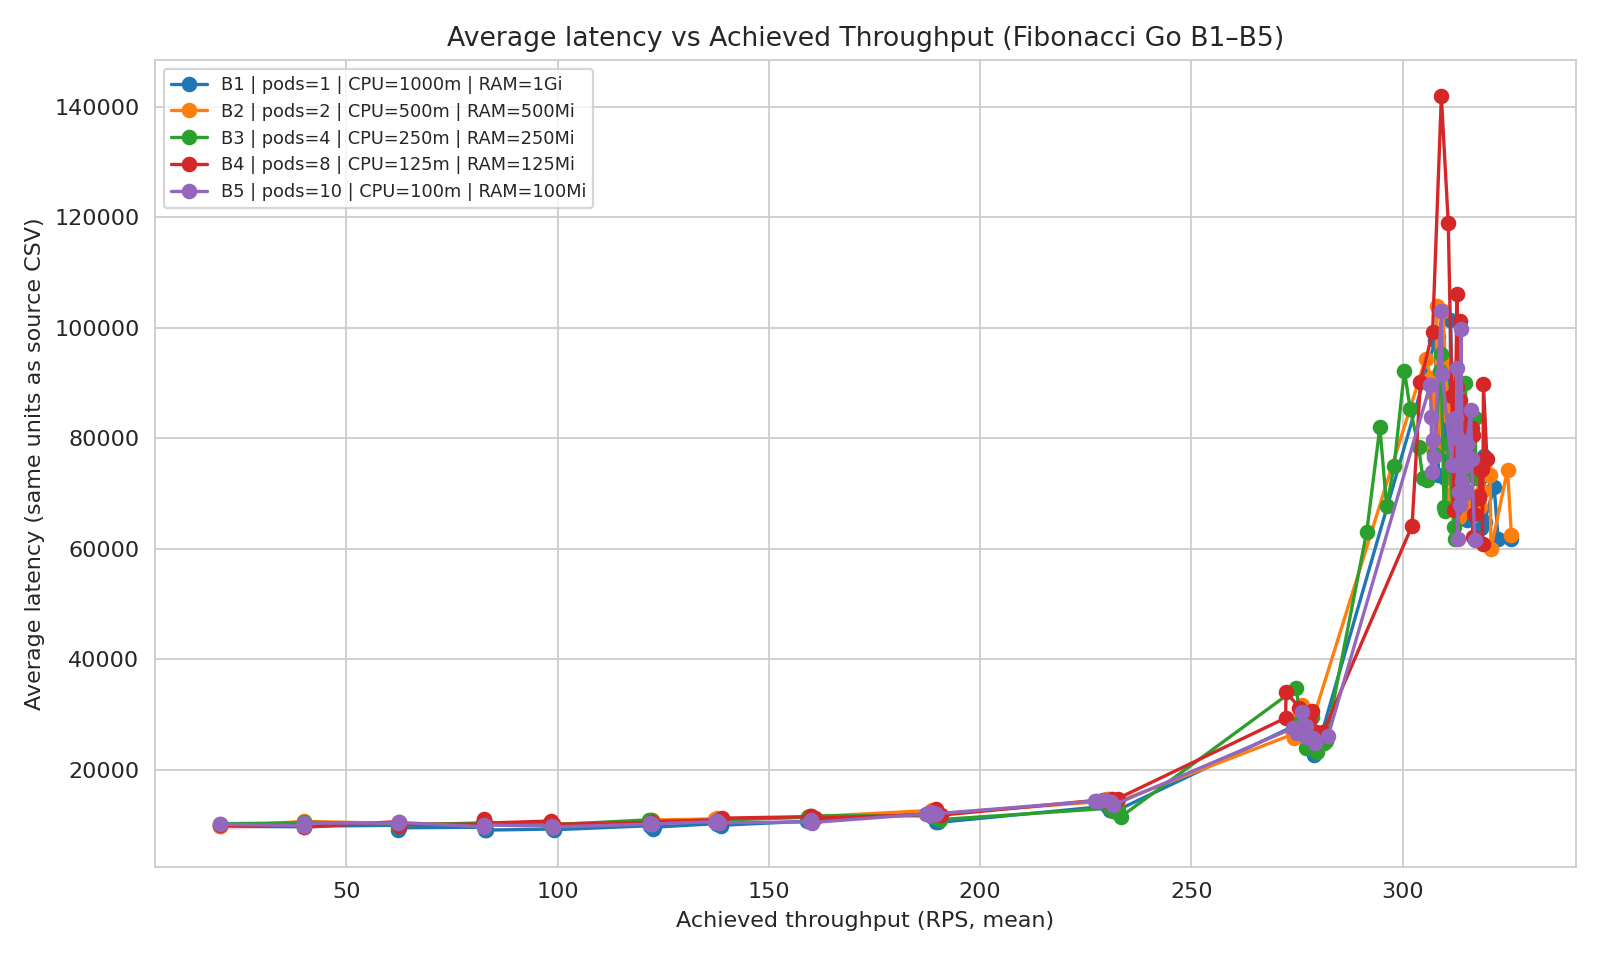 Average latency vs Achieved Throughput (Fibonacci Go B1–B5)
B1 | pods=1 | CPU=1000m | RAM=1Gi
B2 | pods=2 | CPU=500m | RAM=500Mi
B3 | pods=4 | CPU=250m | RAM=250Mi
B4 | pods=8 | CPU=125m | RAM=125Mi
B5 | pods=10 | CPU=100m | RAM=100Mi
Average latency (same units as source CSV)
140000
120000
100000
80000
60000
40000
20000
50
100
150
200
250
300
Achieved throughput (RPS, mean)